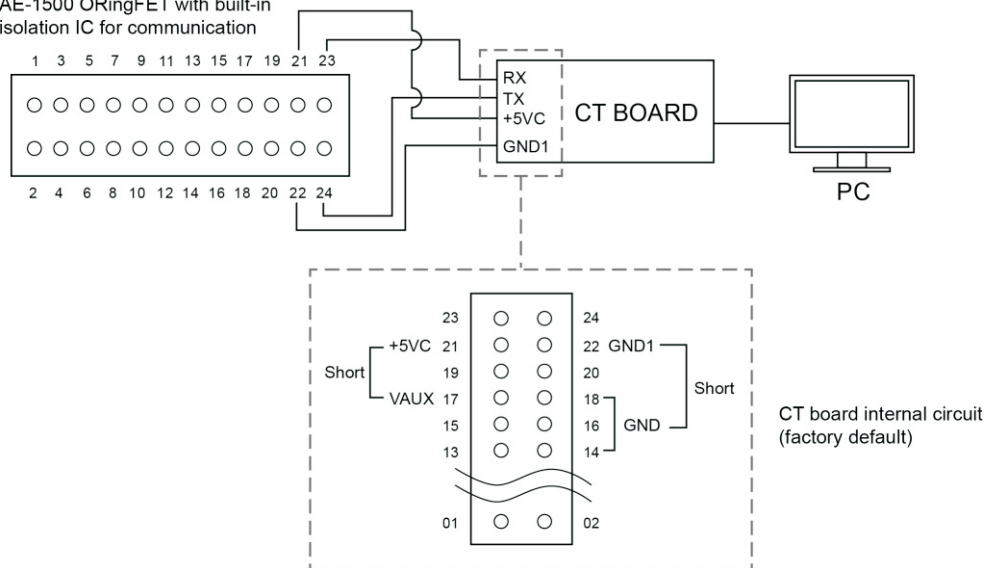 AE-1500 ORingFET with built-in
isolation IC for communication
1 3 5 7 9 11 13 15 17 19 21 23
2 4 6 8 10 12 14 16 18 20 22 24
RX
TX
+5VC
GND1
CT BOARD
PC
23 24
+5VC 21 22 GND1
19 20
Short
VAUX 17 18
Short
15 16 GND
13 14
01 02
CT board internal circuit
(factory default)